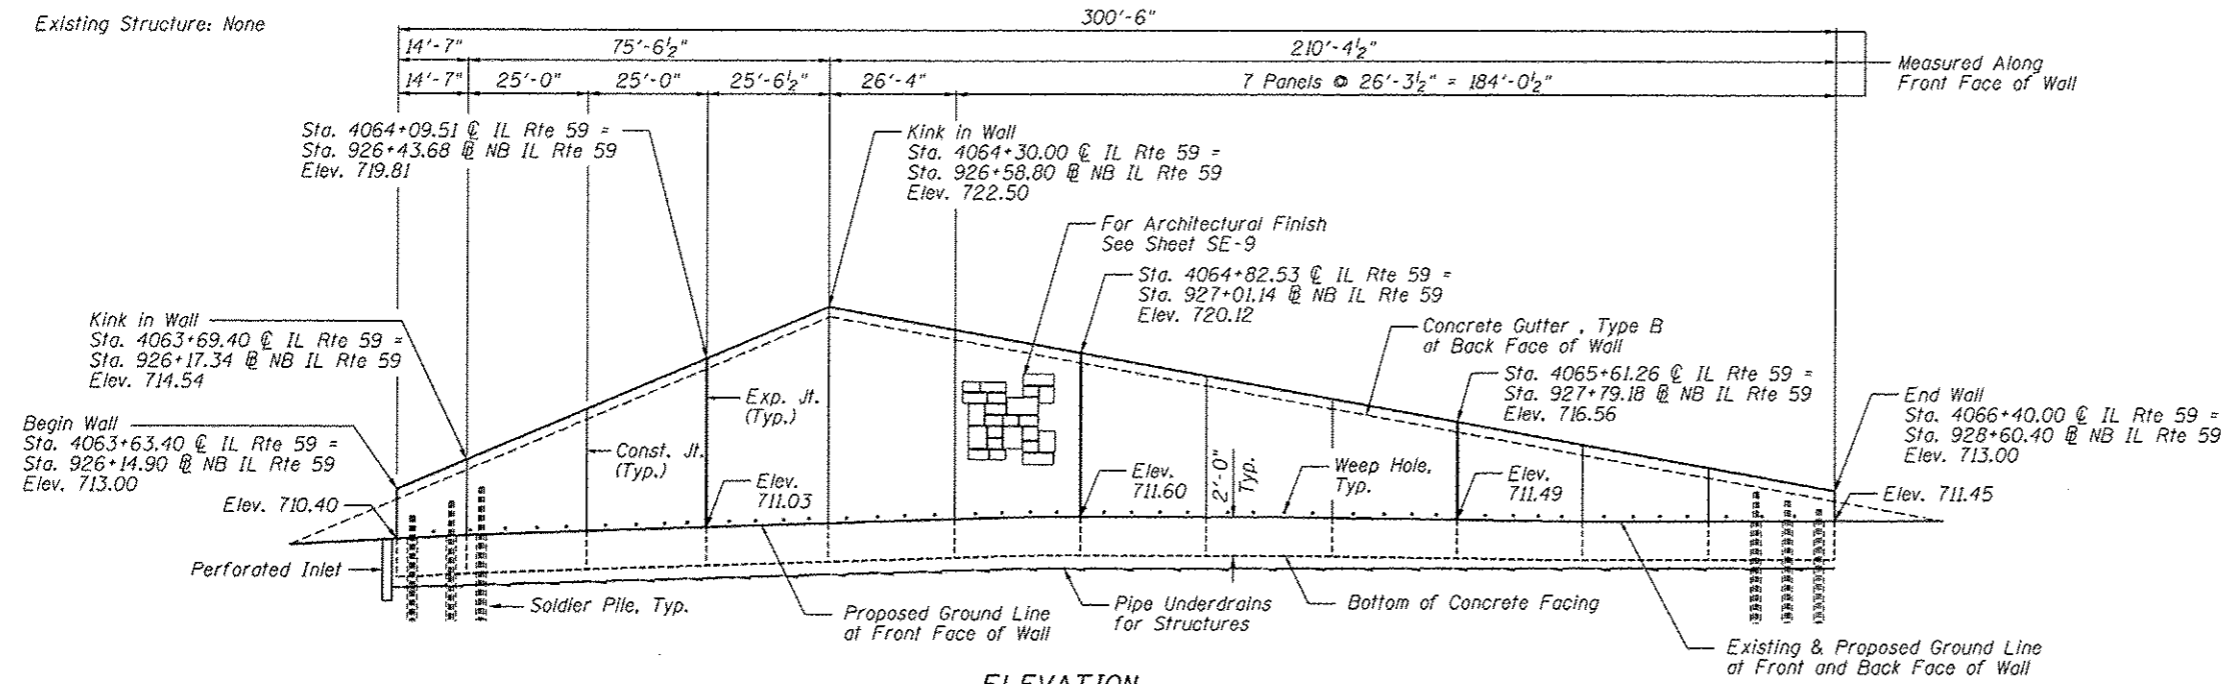 Existing Structure: None
300'-6"
14'-7"
75'-6½"
210'-4½"
14'-7"
25'-0"
25'-0"
25'-6½"
26'-4"
7 Panels @ 26'-3½" = 184'-0½"
Measured Along
Front Face of Wall
Sta. 4064+09.51 ℄ IL Rte 59 =
Sta. 926+43.68 NB IL Rte 59
Elev. 719.81
Kink in Wall
Sta. 4064+30.00 ℄ IL Rte 59 =
Sta. 926+58.80 NB IL Rte 59
Elev. 722.50
For Architectural Finish
See Sheet SE-9
Sta. 4064+82.53 ℄ IL Rte 59 =
Sta. 927+01.14 NB IL Rte 59
Elev. 720.12
Kink in Wall
Sta. 4063+69.40 ℄ IL Rte 59 =
Sta. 926+17.34 NB IL Rte 59
Elev. 714.54
Concrete Gutter, Type B
at Back Face of Wall
Sta. 4065+61.26 ℄ IL Rte 59 =
Sta. 927+79.18 NB IL Rte 59
Elev. 716.56
Begin Wall
Sta. 4063+63.40 ℄ IL Rte 59 =
Sta. 926+14.90 NB IL Rte 59
Elev. 713.00
Exp. Jt.
(Typ.)
End Wall
Sta. 4066+40.00 ℄ IL Rte 59 =
Sta. 928+60.40 NB IL Rte 59
Elev. 713.00
Const. Jt.
(Typ.)
Elev. 710.40
Elev.
711.03
Elev.
711.60
2'-0"
Typ.
Weep Hole,
Typ.
Elev.
711.49
Elev. 711.45
Perforated Inlet
Soldier Pile, Typ.
Proposed Ground Line
at Front Face of Wall
Pipe Underdrains
for Structures
Bottom of Concrete Facing
Existing & Proposed Ground Line
at Front and Back Face of Wall
ELEVATION